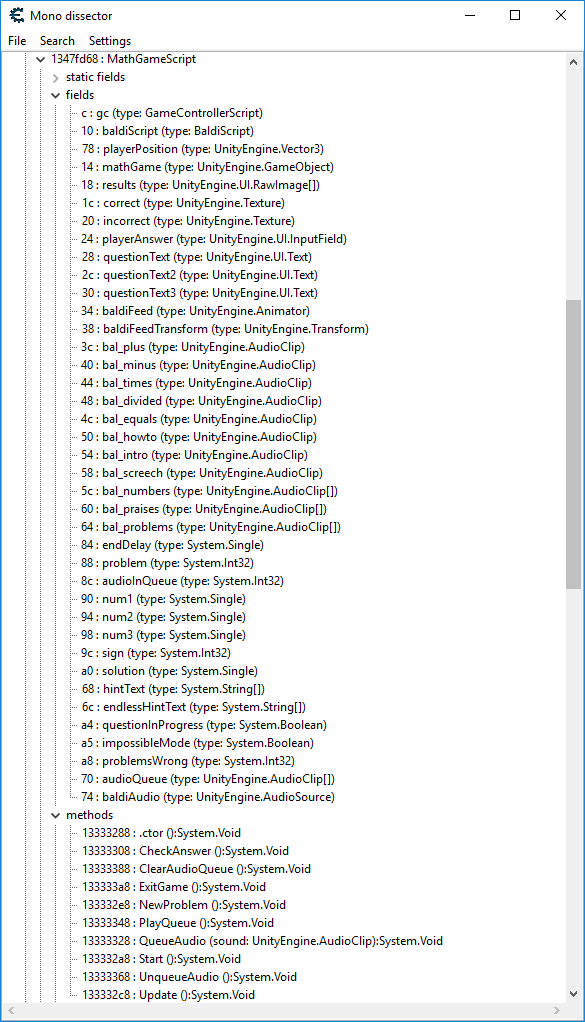 Mono dissector
File Search Settings
1347fd68 : MathGameScript
static fields
fields
c : gc (type: GameControllerScript)
10 : baldiScript (type: BaldiScript)
78 : playerPosition (type: UnityEngine.Vector3)
14 : mathGame (type: UnityEngine.GameObject)
18 : results (type: UnityEngine.UI.RawImage[])
1c : correct (type: UnityEngine.Texture)
20 : incorrect (type: UnityEngine.Texture)
24 : playerAnswer (type: UnityEngine.UI.InputField)
28 : questionText (type: UnityEngine.UI.Text)
2c : questionText2 (type: UnityEngine.UI.Text)
30 : questionText3 (type: UnityEngine.UI.Text)
34 : baldiFeed (type: UnityEngine.Animator)
38 : baldiFeedTransform (type: UnityEngine.Transform)
3c : bal_plus (type: UnityEngine.AudioClip)
40 : bal_minus (type: UnityEngine.AudioClip)
44 : bal_times (type: UnityEngine.AudioClip)
48 : bal_divided (type: UnityEngine.AudioClip)
4c : bal_equals (type: UnityEngine.AudioClip)
50 : bal_howto (type: UnityEngine.AudioClip)
54 : bal_intro (type: UnityEngine.AudioClip)
58 : bal_screech (type: UnityEngine.AudioClip)
5c : bal_numbers (type: UnityEngine.AudioClip[])
60 : bal_praises (type: UnityEngine.AudioClip[])
64 : bal_problems (type: UnityEngine.AudioClip[])
84 : endDelay (type: System.Single)
88 : problem (type: System.Int32)
8c : audioInQueue (type: System.Int32)
90 : num1 (type: System.Single)
94 : num2 (type: System.Single)
98 : num3 (type: System.Single)
9c : sign (type: System.Int32)
a0 : solution (type: System.Single)
68 : hintText (type: System.String[])
6c : endlessHintText (type: System.String[])
a4 : questionInProgress (type: System.Boolean)
a5 : impossibleMode (type: System.Boolean)
a8 : problemsWrong (type: System.Int32)
70 : audioQueue (type: UnityEngine.AudioClip[])
74 : baldiAudio (type: UnityEngine.AudioSource)
methods
13333288 : .ctor ():System.Void
13333308 : CheckAnswer ():System.Void
13333388 : ClearAudioQueue ():System.Void
133333a8 : ExitGame ():System.Void
133332e8 : NewProblem ():System.Void
13333348 : PlayQueue ():System.Void
13333328 : QueueAudio (sound: UnityEngine.AudioClip):System.Void
133332a8 : Start ():System.Void
13333368 : UnqueueAudio ():System.Void
133332c8 : Update ():System.Void